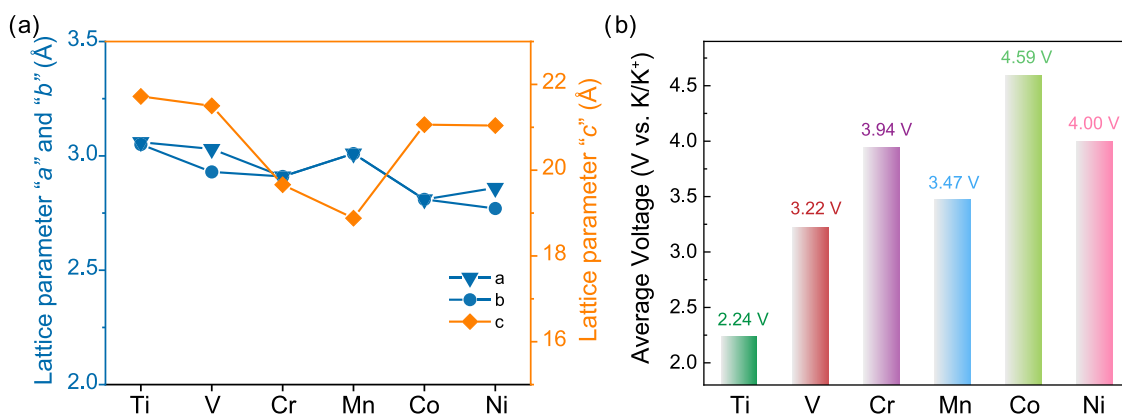 (a)
Lattice parameter "a" and "b" (Å)
3.5
3.0
2.5
2.0
a
b
c
22
20
18
16
Lattice parameter "c" (Å)
Ti V Cr Mn Co Ni
(b)
Average Voltage (V vs. K/K⁺)
4.5
4.0
3.5
3.0
2.5
2.0
2.24 V
3.22 V
3.94 V
3.47 V
4.59 V
4.00 V
Ti V Cr Mn Co Ni